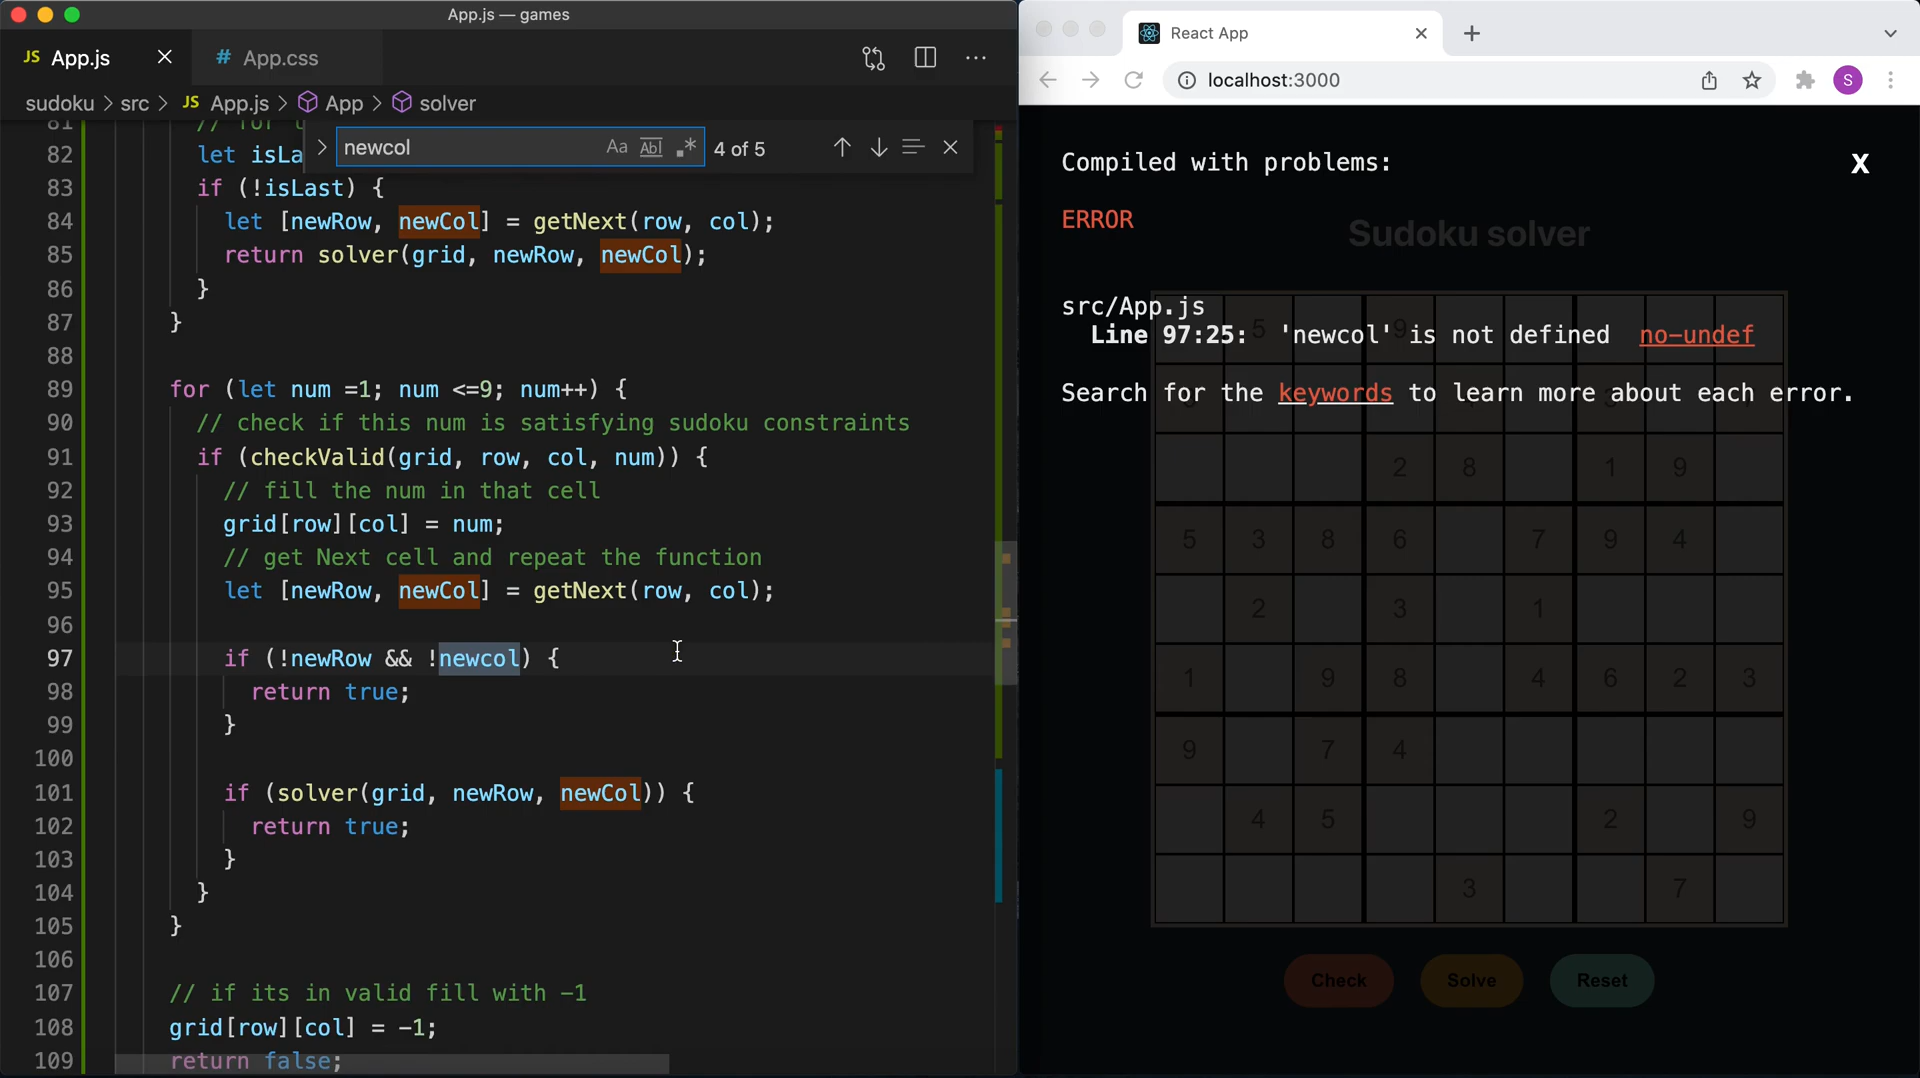 App.js — games
JS App.js
# App.css
sudoku > src > JS App.js > App > solver
newcol
Aa Abl .* 4 of 5
81
82 let isLa
83 if (!isLast) {
84 let [newRow, newCol] = getNext(row, col);
85 return solver(grid, newRow, newCol);
86 }
87 }
88
89 for (let num =1; num <=9; num++) {
90 // check if this num is satisfying sudoku constraints
91 if (checkValid(grid, row, col, num)) {
92 // fill the num in that cell
93 grid[row][col] = num;
94 // get Next cell and repeat the function
95 let [newRow, newCol] = getNext(row, col);
96
97 if (!newRow && !newcol) {
98 return true;
99 }
100
101 if (solver(grid, newRow, newCol)) {
102 return true;
103 }
104 }
105 }
106
107 // if its in valid fill with -1
108 grid[row][col] = -1;
109 return false;
React App
localhost:3000
S
Compiled with problems:
X
ERROR
Sudoku solver
src/App.js
Line 97:25: 'newcol' is not defined no-undef
Search for the keywords to learn more about each error.
5 9
3
2 8 1 9
5 3 8 6 7 9 4
2 3 1
1 9 8 4 6 2 3
9 7 4
4 5 2 9
3 7
Check Solve Reset